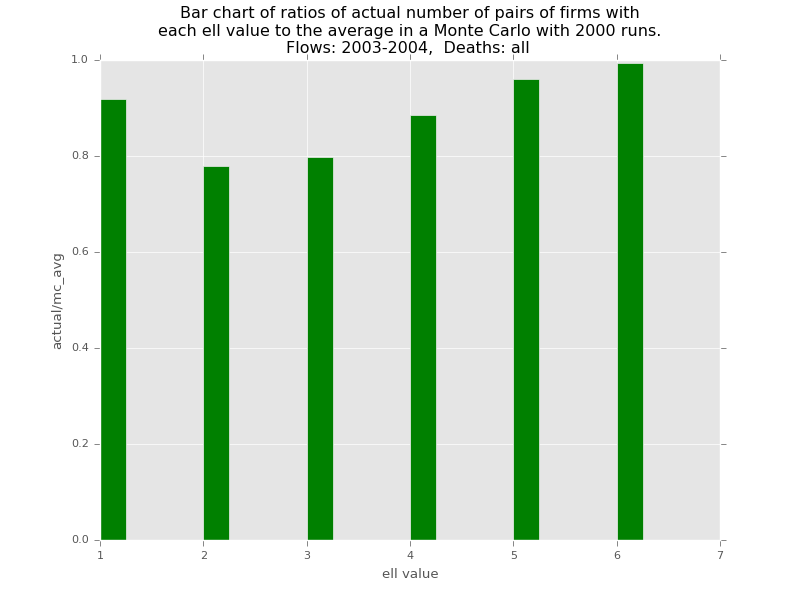 Bar chart of ratios of actual number of pairs of firms with
each ell value to the average in a Monte Carlo with 2000 runs.
Flows: 2003-2004,  Deaths: all
1.0
0.8
0.6
0.4
0.2
0.0
actual/mc_avg
1 2 3 4 5 6 7
ell value